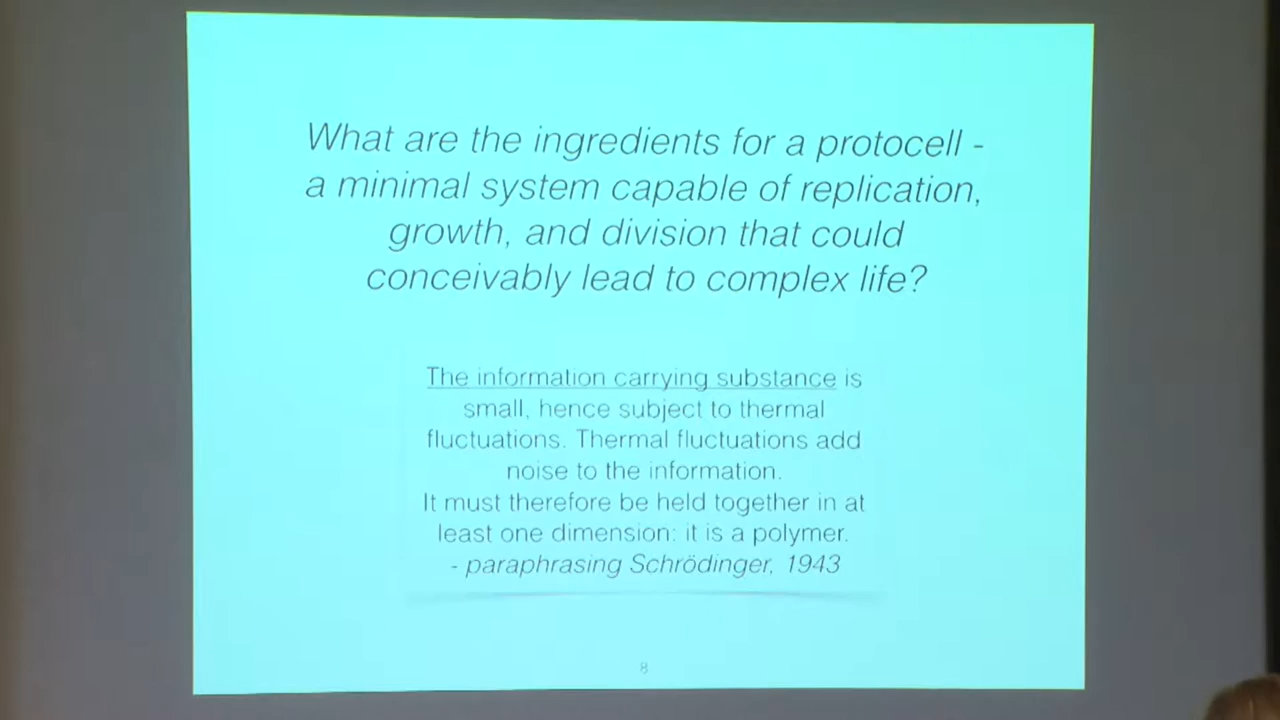 What are the ingredients for a protocell -
a minimal system capable of replication,
growth, and division that could
conceivably lead to complex life?
The information carrying substance is
small, hence subject to thermal
fluctuations. Thermal fluctuations add
noise to the information.
It must therefore be held together in at
least one dimension: it is a polymer.
- paraphrasing Schrödinger, 1943
8